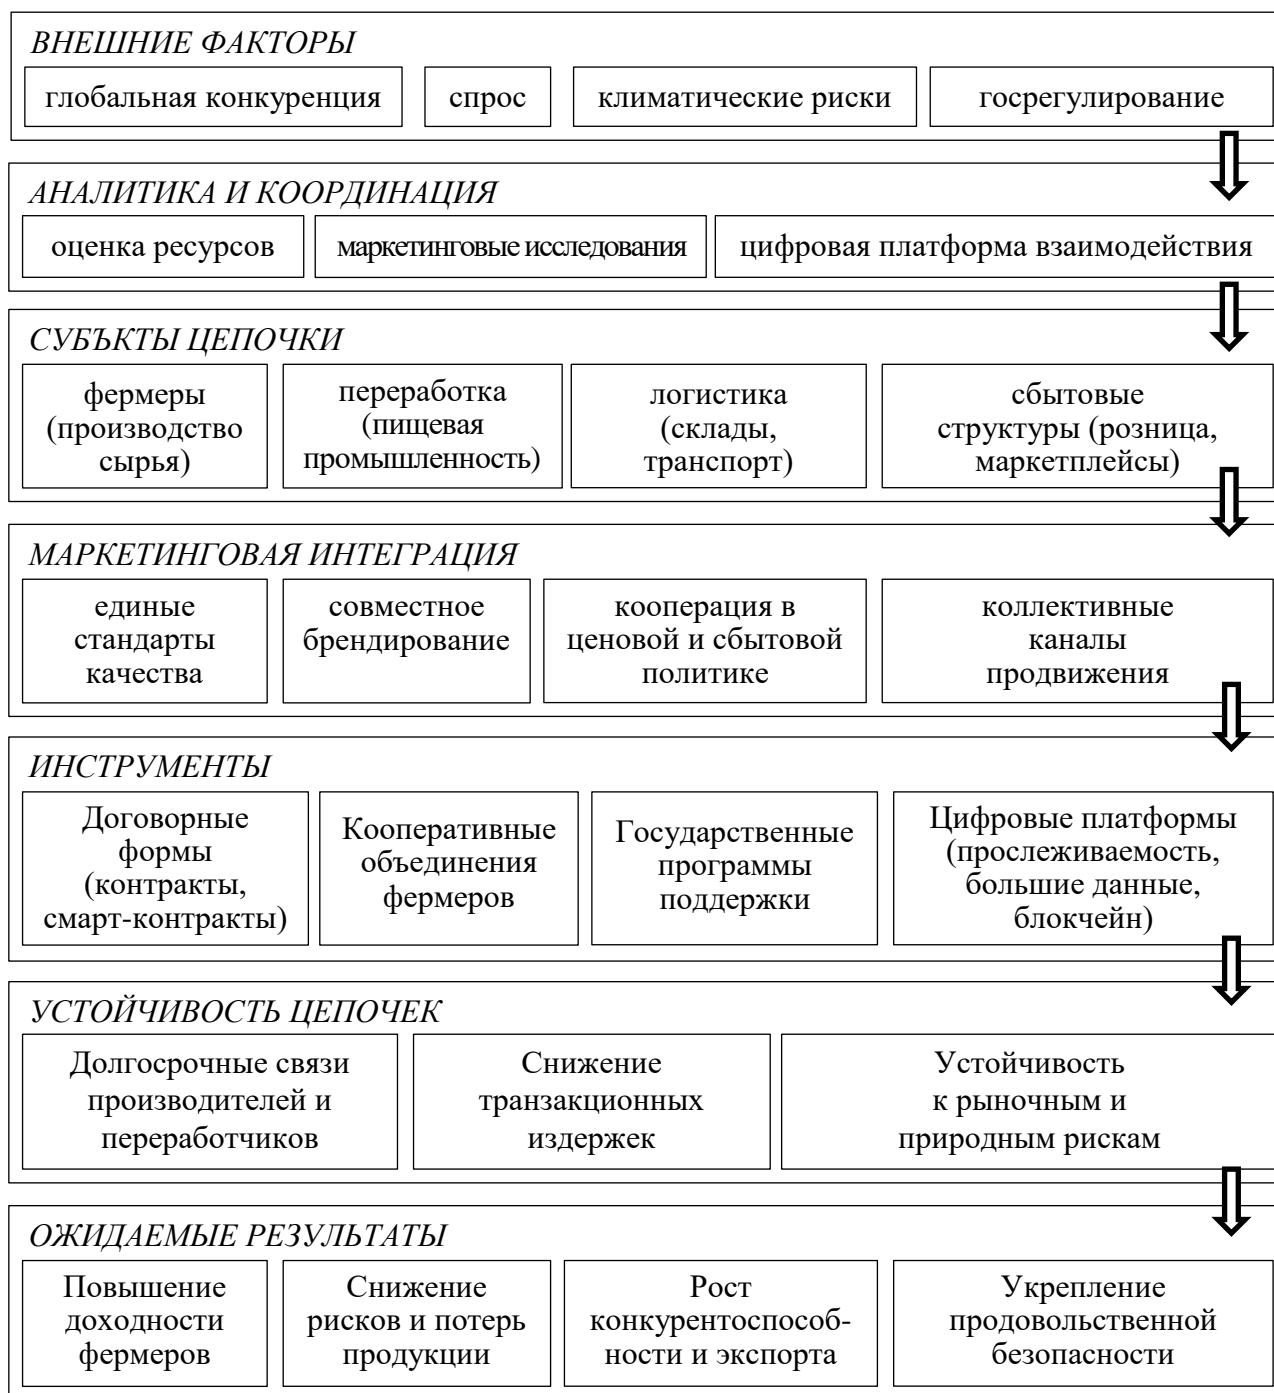 ВНЕШНИЕ ФАКТОРЫ
глобальная конкуренция
спрос
климатические риски
госрегулирование
АНАЛИТИКА И КООРДИНАЦИЯ
оценка ресурсов
маркетинговые исследования
цифровая платформа взаимодействия
СУБЪКТЫ ЦЕПОЧКИ
фермеры
(производство
сырья)
переработка
(пищевая
промышленность)
логистика
(склады,
транспорт)
сбытовые
структуры (розница,
маркетплейсы)
МАРКЕТИНГОВАЯ ИНТЕГРАЦИЯ
единые
стандарты
качества
совместное
брендирование
кооперация в
ценовой и сбытовой
политике
коллективные
каналы
продвижения
ИНСТРУМЕНТЫ
Договорные
формы
(контракты,
смарт-контракты)
Кооперативные
объединения
фермеров
Государственные
программы
поддержки
Цифровые платформы
(прослеживаемость,
большие данные,
блокчейн)
УСТОЙЧИВОСТЬ ЦЕПОЧЕК
Долгосрочные связи
производителей и
переработчиков
Снижение
транзакционных
издержек
Устойчивость
к рыночным и
природным рискам
ОЖИДАЕМЫЕ РЕЗУЛЬТАТЫ
Повышение
доходности
фермеров
Снижение
рисков и потерь
продукции
Рост
конкурентоспособ-
ности и экспорта
Укрепление
продовольственной
безопасности